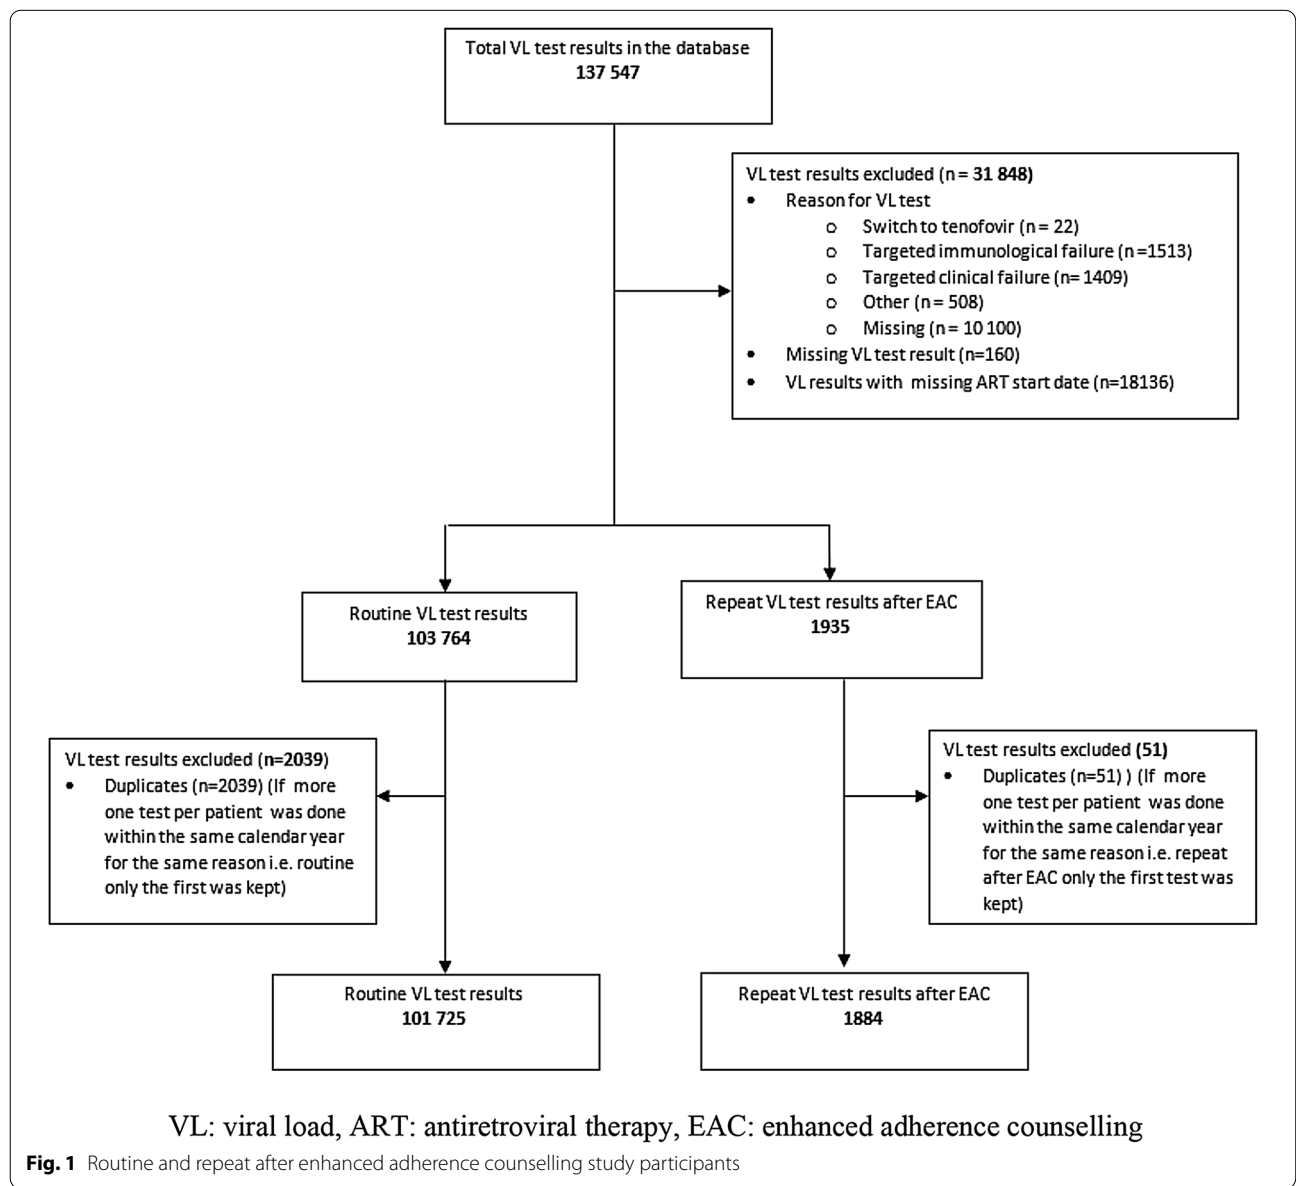 Total VL test results in the database
137 547
VL test results excluded (n = 31 848)
• Reason for VL test
o Switch to tenofovir (n = 22)
o Targeted immunological failure (n =1513)
o Targeted clinical failure (n= 1409)
o Other (n = 508)
o Missing (n = 10 100)
• Missing VL test result (n=160)
• VL results with missing ART start date (n=18136)
Routine VL test results
103 764
Repeat VL test results after EAC
1935
VL test results excluded (n=2039)
• Duplicates (n=2039) (If more
one test per patient was done
within the same calendar year
for the same reason i.e. routine
only the first was kept)
VL test results excluded (51)
• Duplicates (n=51) ) (If more
one test per patient was done
within the same calendar year
for the same reason i.e. repeat
after EAC only the first test was
kept)
Routine VL test results
101 725
Repeat VL test results after EAC
1884
VL: viral load, ART: antiretroviral therapy, EAC: enhanced adherence counselling
Fig. 1 Routine and repeat after enhanced adherence counselling study participants